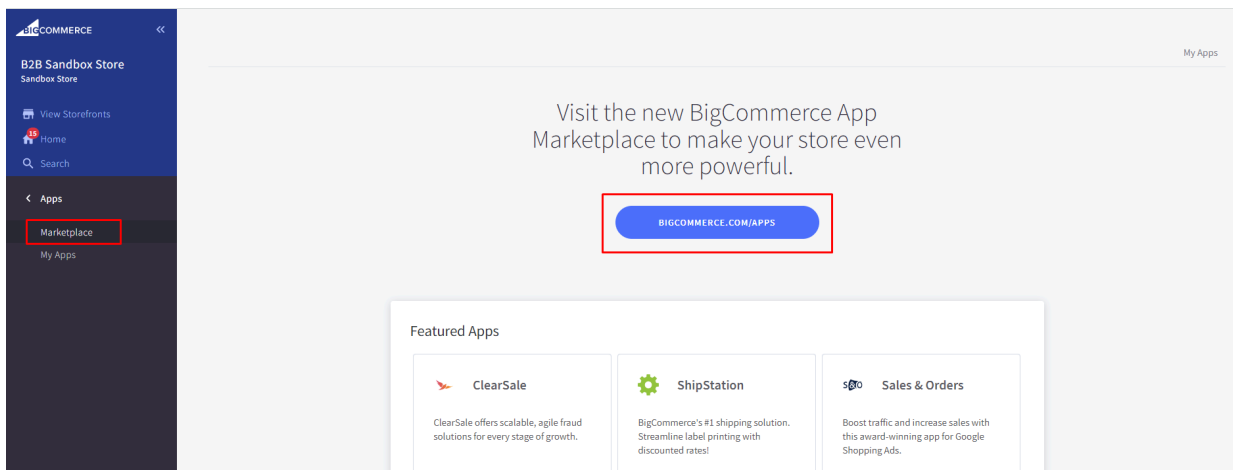 BIGCOMMERCE
B2B Sandbox Store
Sandbox Store
View Storefronts
15
Home
Search
Apps
Marketplace
My Apps
My Apps
Visit the new BigCommerce App
Marketplace to make your store even
more powerful.
BIGCOMMERCE.COM/APPS
Featured Apps
ClearSale
ClearSale offers scalable, agile fraud
solutions for every stage of growth.
ShipStation
BigCommerce's #1 shipping solution.
Streamline label printing with
discounted rates!
Sales & Orders
Boost traffic and increase sales with
this award-winning app for Google
Shopping Ads.